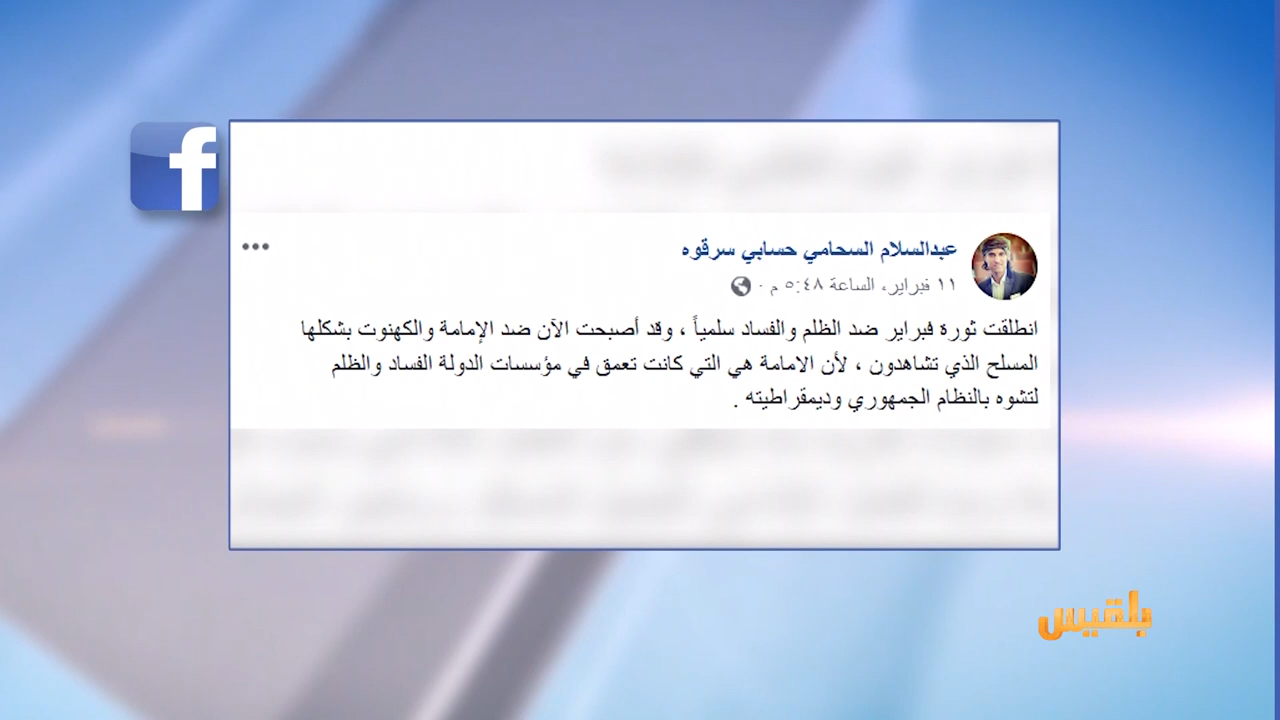 f
عبدالسلام السحامي حسابي سرقوه
١١ فبراير، الساعة ٥:٤٨ م ·
انطلقت ثورة فبراير ضد الظلم والفساد سلمياً ، وقد أصبحت الآن ضد الإمامة والكهنوت بشكلها
المسلح الذي تشاهدون ، لأن الامامة هي التي كانت تعمق في مؤسسات الدولة الفساد والظلم
لتشوه بالنظام الجمهوري وديمقراطيته .
بلقيس